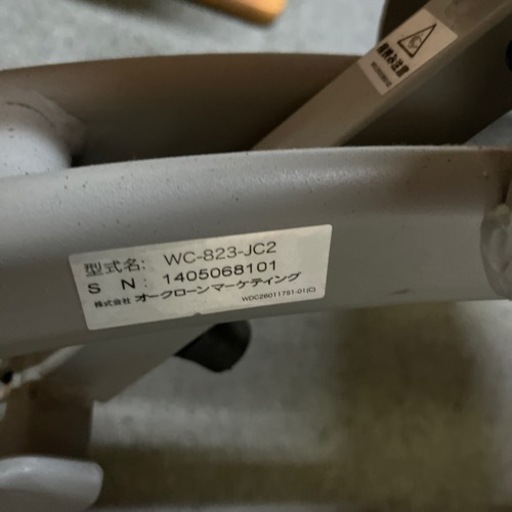 型式名: WC-823-JC2
S N: 1405068101
株式会社 オークローンマーケティング
WDC26011751-01(C)